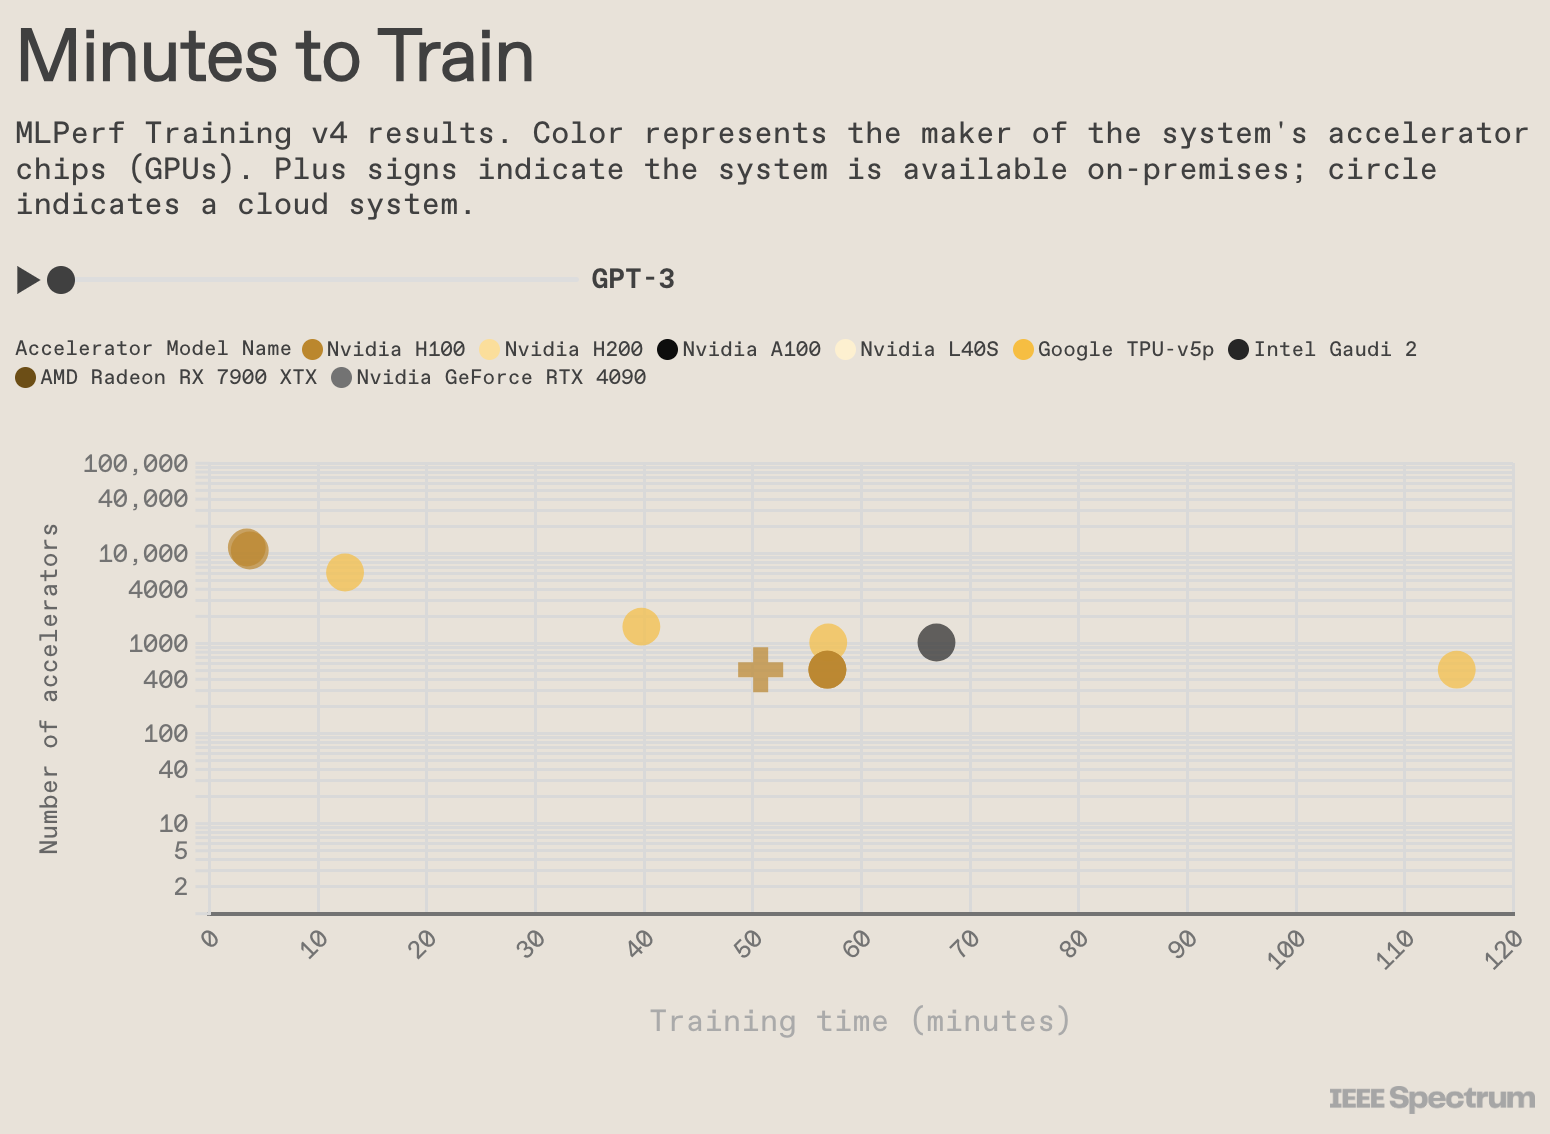 Minutes to Train
MLPerf Training v4 results. Color represents the maker of the system's accelerator
chips (GPUs). Plus signs indicate the system is available on-premises; circle
indicates a cloud system.
GPT-3
Accelerator Model Name Nvidia H100 Nvidia H200 Nvidia A100 Nvidia L40S Google TPU-v5p Intel Gaudi 2
AMD Radeon RX 7900 XTX Nvidia GeForce RTX 4090
Number of accelerators
100,000
40,000
10,000
4000
1000
400
100
40
10
5
2
0 10 20 30 40 50 60 70 80 90 100 110 120
Training time (minutes)
IEEE Spectrum